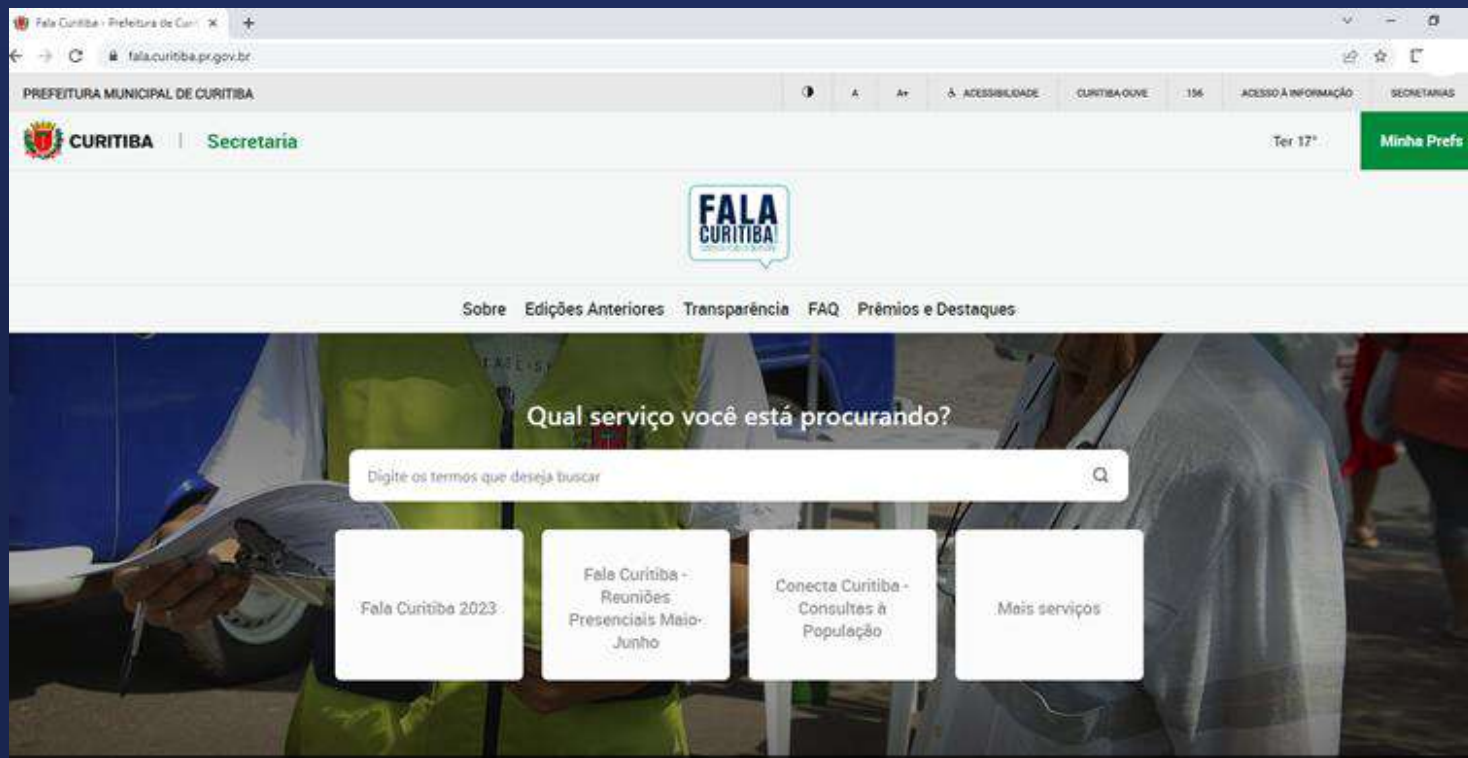 Fala Curitiba - Prefeitura de Curi
fala.curitiba.pr.gov.br
PREFEITURA MUNICIPAL DE CURITIBA
A A+ ACESSIBILIDADE CURITIBA OUVE 156 ACESSO À INFORMAÇÃO SECRETARIAS
CURITIBA Secretaria Ter 17° Minha Prefs
FALA
CURITIBA!
Sobre Edições Anteriores Transparência FAQ Prêmios e Destaques
Qual serviço você está procurando?
Digite os termos que deseja buscar
Fala Curitiba 2023
Fala Curitiba -
Reuniões
Presenciais Maio-
Junho
Conecta Curitiba -
Consultas à
População
Mais serviços